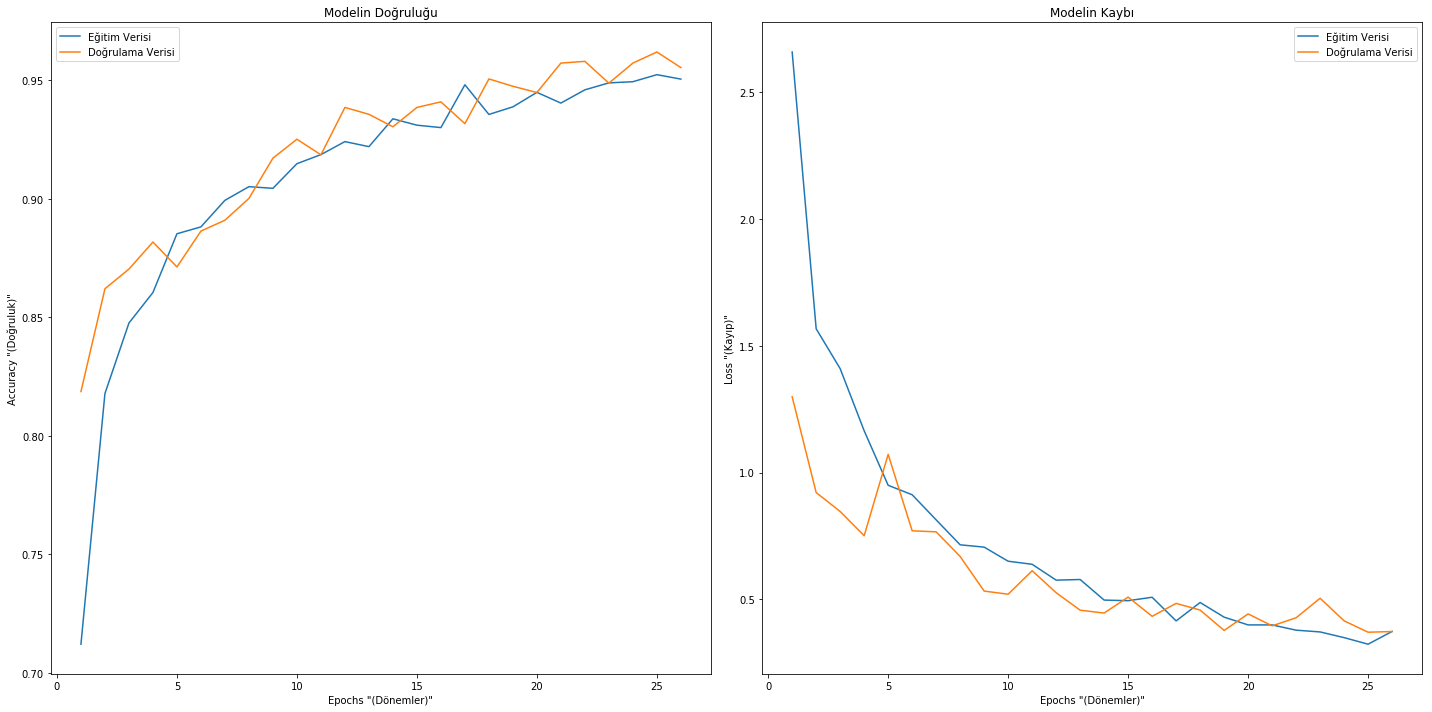 Modelin Doğruluğu
Eğitim Verisi
Doğrulama Verisi
0.95
0.90
0.85
0.80
0.75
0.70
Accuracy "(Doğruluk)"
0
5
10
15
20
25
Epochs "(Dönemler)"
Modelin Kaybı
Eğitim Verisi
Doğrulama Verisi
2.5
2.0
1.5
1.0
0.5
Loss "(Kayıp)"
0
5
10
15
20
25
Epochs "(Dönemler)"